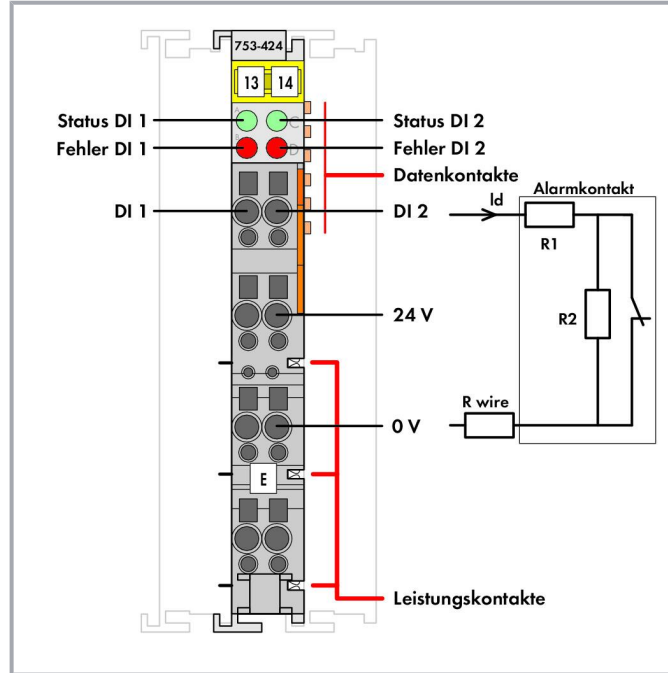 753-424
13 14
A C
Status DI 1
Status DI 2
B D
Fehler DI 1
Fehler DI 2
Datenkontakte
DI 1
DI 2
Id
Alarmkontakt
R1
24 V
R2
R wire
0 V
E
Leistungskontakte